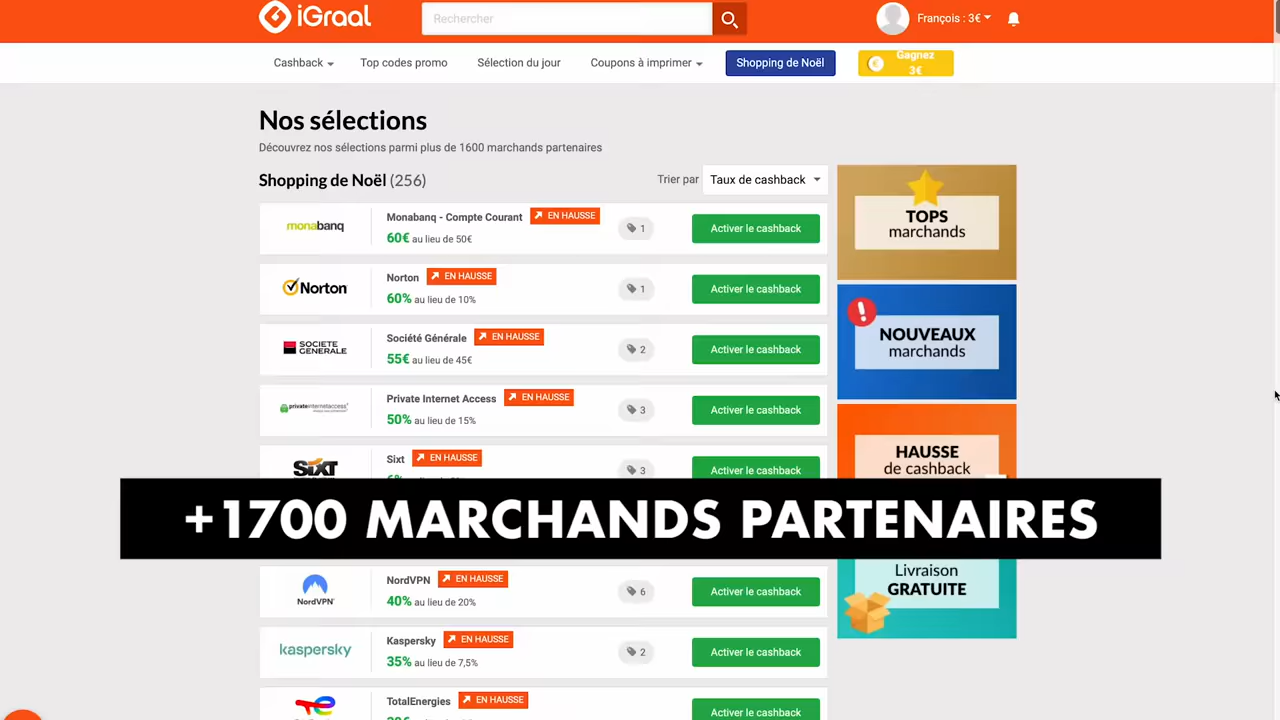 iGraal
Rechercher
François : 3€
Cashback
Top codes promo
Sélection du jour
Coupons à imprimer
Shopping de Noël
Gagnez
3€
Nos sélections
Découvrez nos sélections parmi plus de 1600 marchands partenaires
Shopping de Noël (256)
Trier par
Taux de cashback
monabanq
Monabanq - Compte Courant
EN HAUSSE
60€ au lieu de 50€
1
Activer le cashback
Norton
Norton
EN HAUSSE
60% au lieu de 10%
1
Activer le cashback
SOCIETE
GENERALE
Société Générale
EN HAUSSE
55€ au lieu de 45€
2
Activer le cashback
privateinternetaccess
Private Internet Access
EN HAUSSE
50% au lieu de 15%
3
Activer le cashback
SIXT
Sixt
EN HAUSSE
3
Activer le cashback
+1700 MARCHANDS PARTENAIRES
NordVPN
NordVPN
EN HAUSSE
40% au lieu de 20%
6
Activer le cashback
kaspersky
Kaspersky
EN HAUSSE
35% au lieu de 7,5%
2
Activer le cashback
TotalEnergies
EN HAUSSE
Activer le cashback
TOPS
marchands
NOUVEAUX
marchands
HAUSSE
de cashback
Livraison
GRATUITE